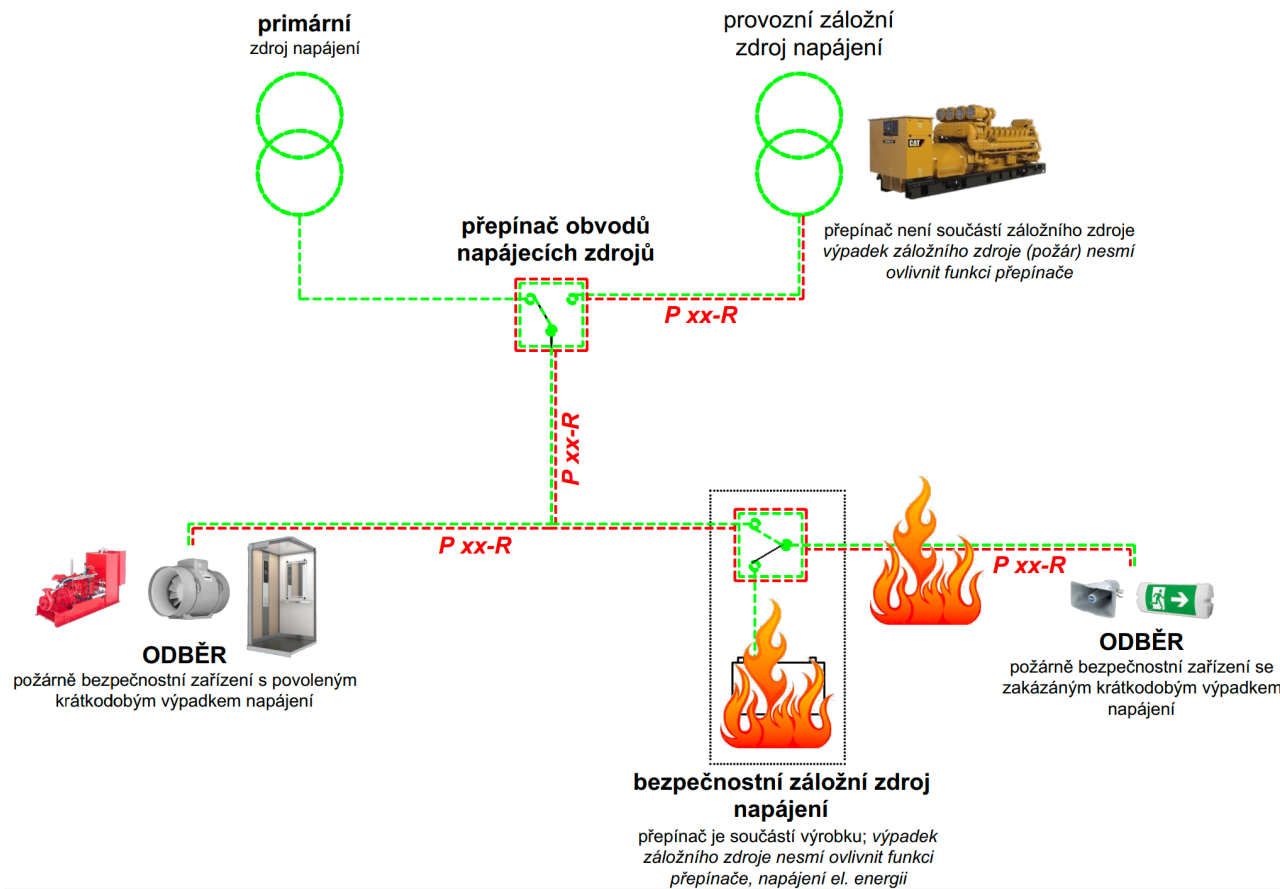 primární
zdroj napájení
provozní záložní
zdroj napájení
CAT
přepínač obvodů
napájecích zdrojů
přepínač není součástí záložního zdroje
výpadek záložního zdroje (požár) nesmí
ovlivnit funkci přepínače
P xx-R
P xx-R
P xx-R
P xx-R
ODBĚR
požárně bezpečnostní zařízení s povoleným
krátkodobým výpadkem napájení
ODBĚR
požárně bezpečnostní zařízení se
zakázáným krátkodobým výpadkem
napájení
bezpečnostní záložní zdroj
napájení
přepínač je součástí výrobku; výpadek
záložního zdroje nesmí ovlivnit funkci
přepínače, napájení el. energii